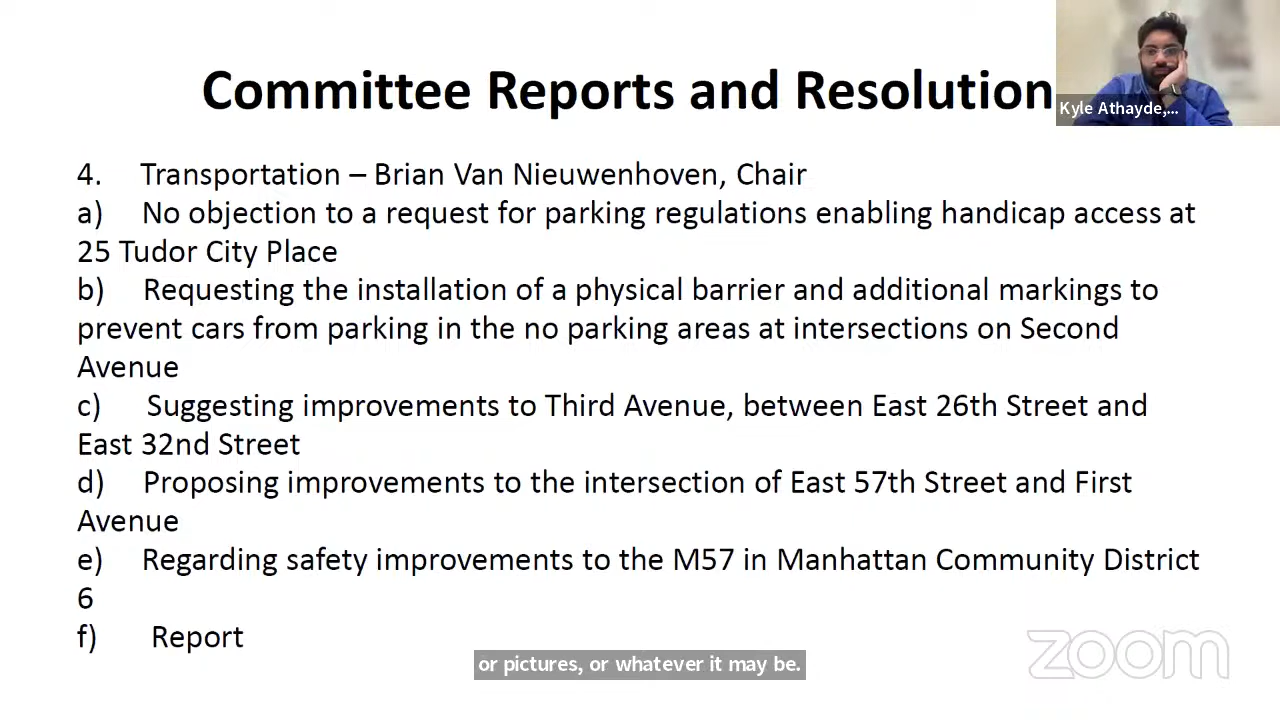 Committee Reports and Resolution
Kyle Athayde,...
4. Transportation – Brian Van Nieuwenhoven, Chair
a) No objection to a request for parking regulations enabling handicap access at
25 Tudor City Place
b) Requesting the installation of a physical barrier and additional markings to
prevent cars from parking in the no parking areas at intersections on Second
Avenue
c) Suggesting improvements to Third Avenue, between East 26th Street and
East 32nd Street
d) Proposing improvements to the intersection of East 57th Street and First
Avenue
e) Regarding safety improvements to the M57 in Manhattan Community District
6
f) Report
zoom
or pictures, or whatever it may be.